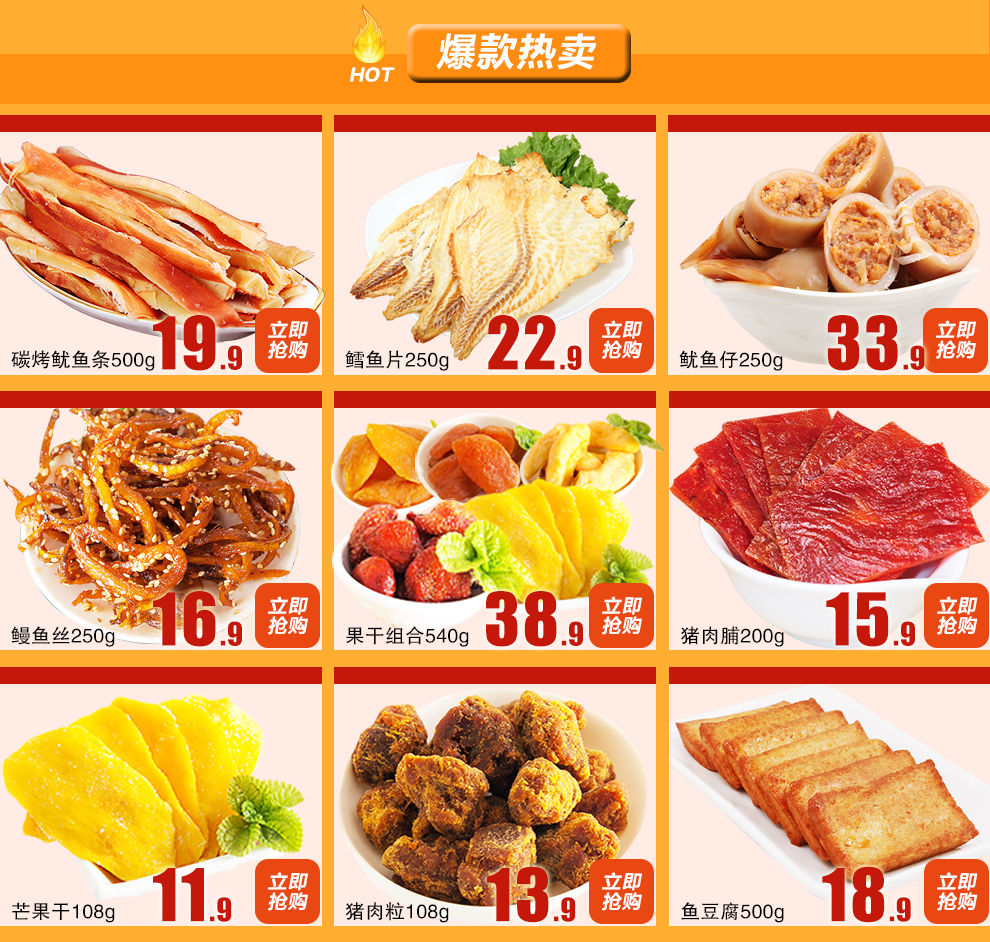 HOT
爆款热卖
碳烤鱿鱼条500g 19.9 立即
抢购
鳕鱼片250g 22.9 立即
抢购
鱿鱼仔250g 33.9 立即
抢购
鳗鱼丝250g 16.9 立即
抢购
果干组合540g 38.9 立即
抢购
猪肉脯200g 15.9 立即
抢购
芒果干108g 11.9 立即
抢购
猪肉粒108g 13.9 立即
抢购
鱼豆腐500g 18.9 立即
抢购